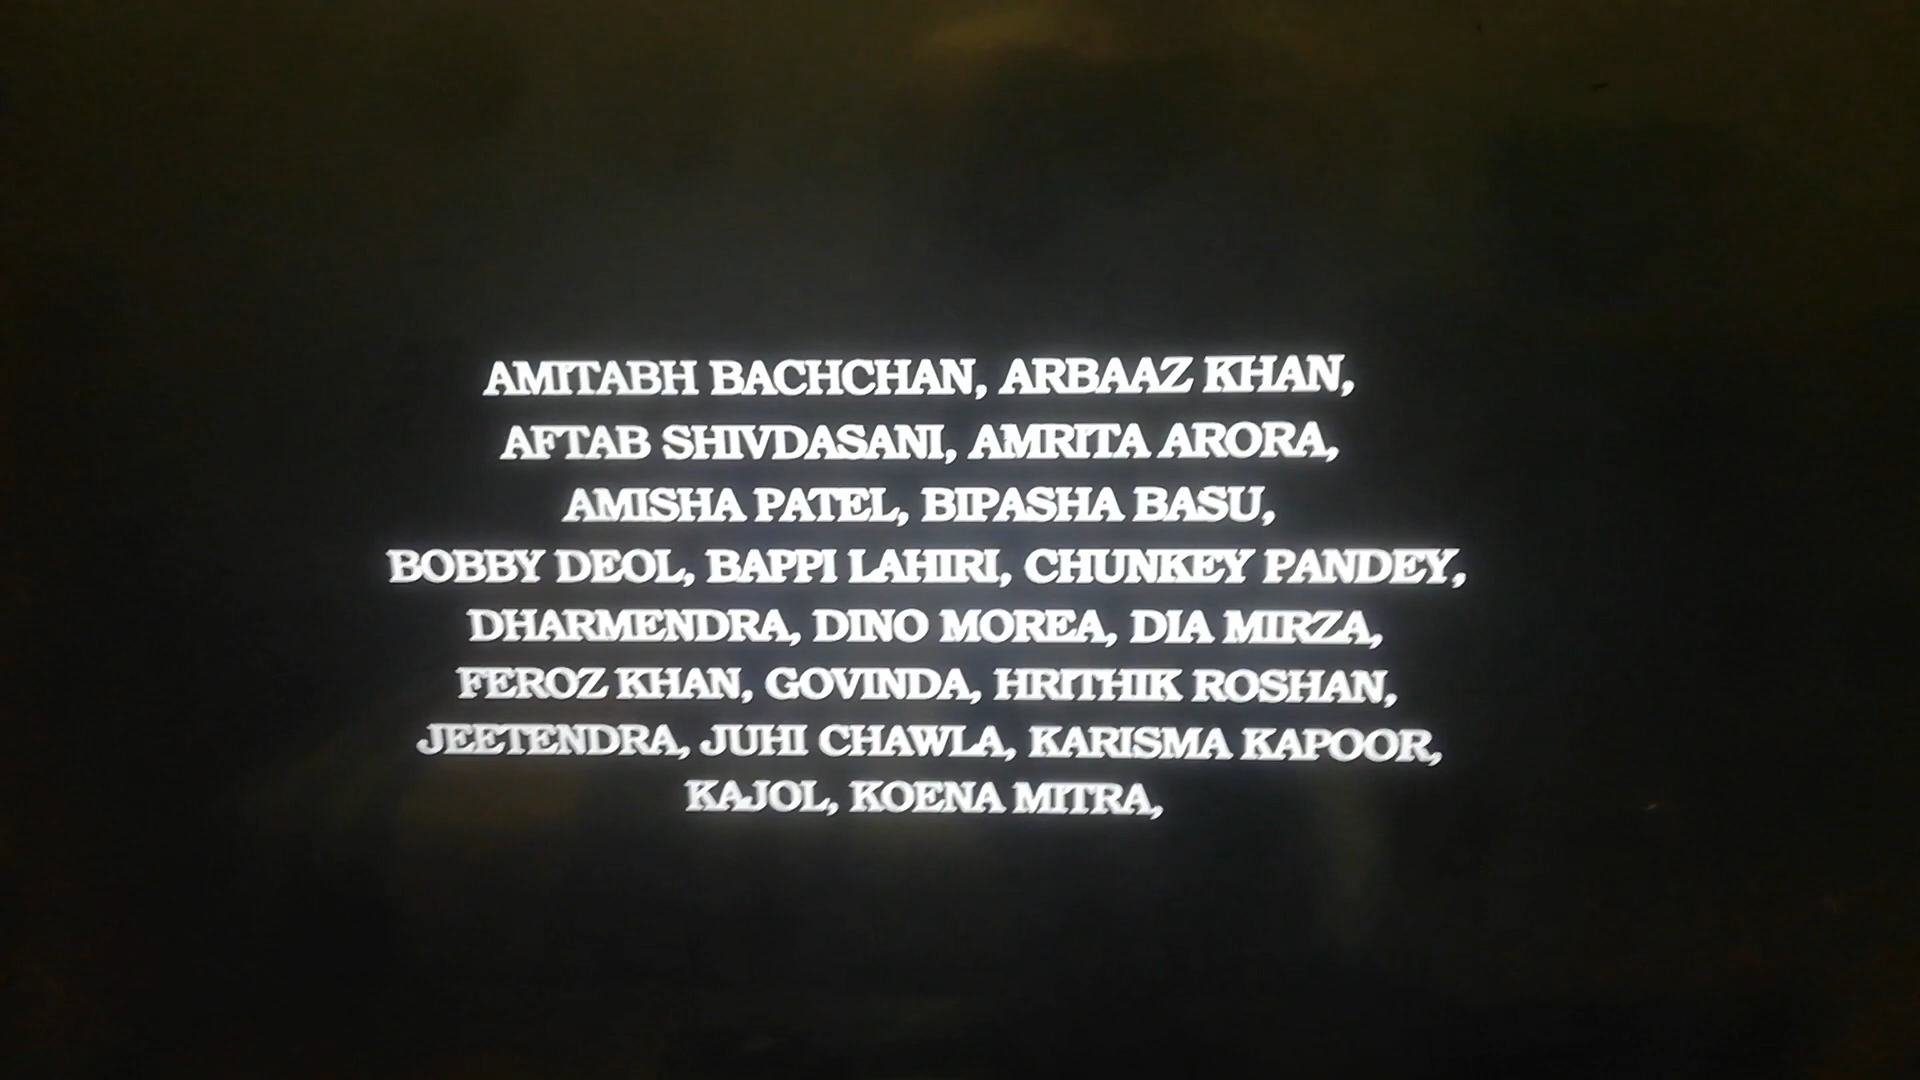 AMITABH BACHCHAN, ARBAAZ KHAN,
AFTAB SHIVDASANI, AMRITA ARORA,
AMISHA PATEL, BIPASHA BASU,
BOBBY DEOL, BAPPI LAHIRI, CHUNKEY PANDEY,
DHARMENDRA, DINO MOREA, DIA MIRZA,
FEROZ KHAN, GOVINDA, HRITHIK ROSHAN,
JEETENDRA, JUHI CHAWLA, KARISMA KAPOOR,
KAJOL, KOENA MITRA,